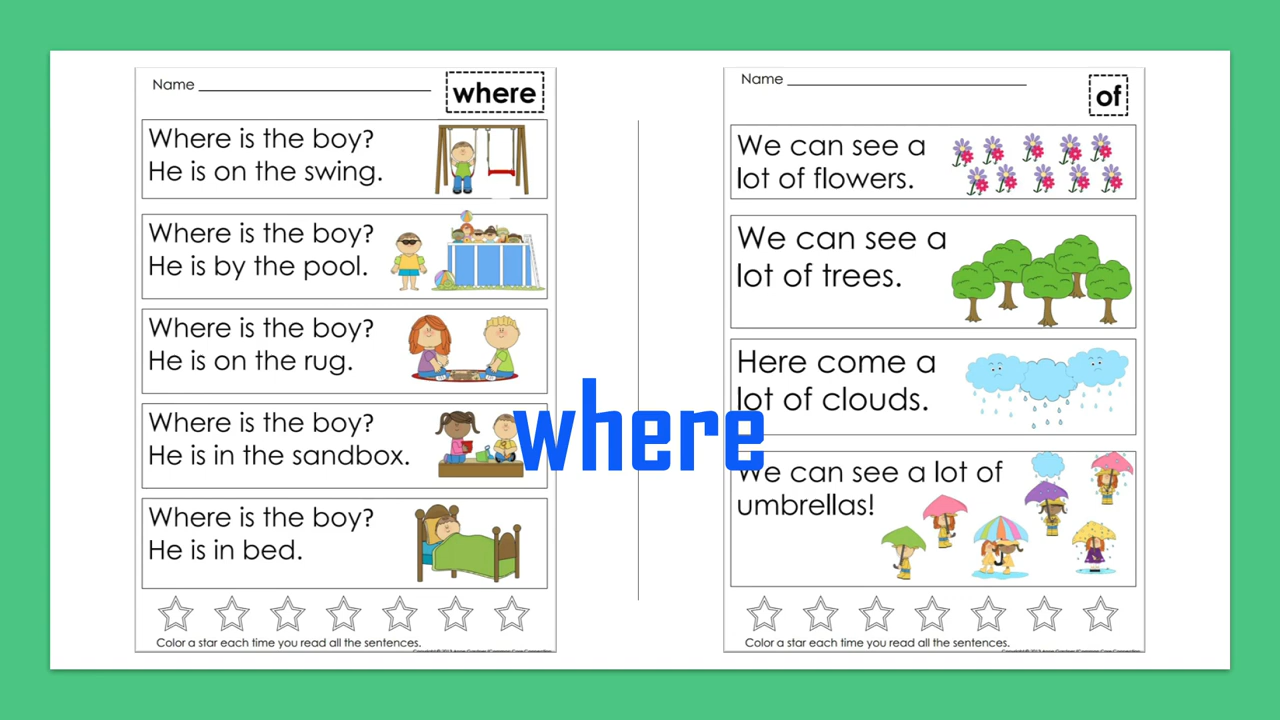 Name
where
Where is the boy?
He is on the swing.
Where is the boy?
He is by the pool.
Where is the boy?
He is on the rug.
Where is the boy?
He is in the sandbox.
Where is the boy?
He is in bed.
Color a star each time you read all the sentences.
where
Name
of
We can see a
lot of flowers.
We can see a
lot of trees.
Here come a
lot of clouds.
We can see a lot of
umbrellas!
Color a star each time you read all the sentences.